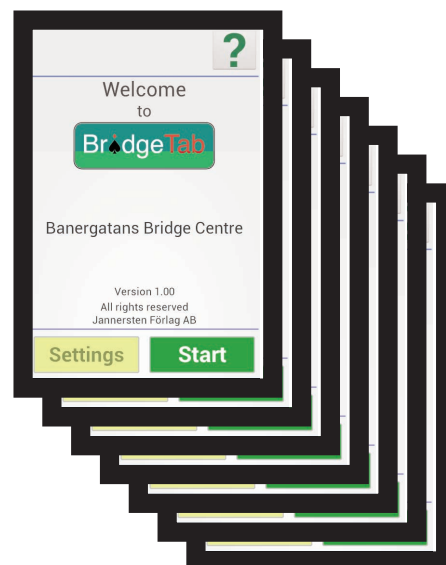 ?
Welcome
to
BridgeTab
Banergatans Bridge Centre
Version 1.00
All rights reserved
Jannersten Förlag AB
Settings
Start